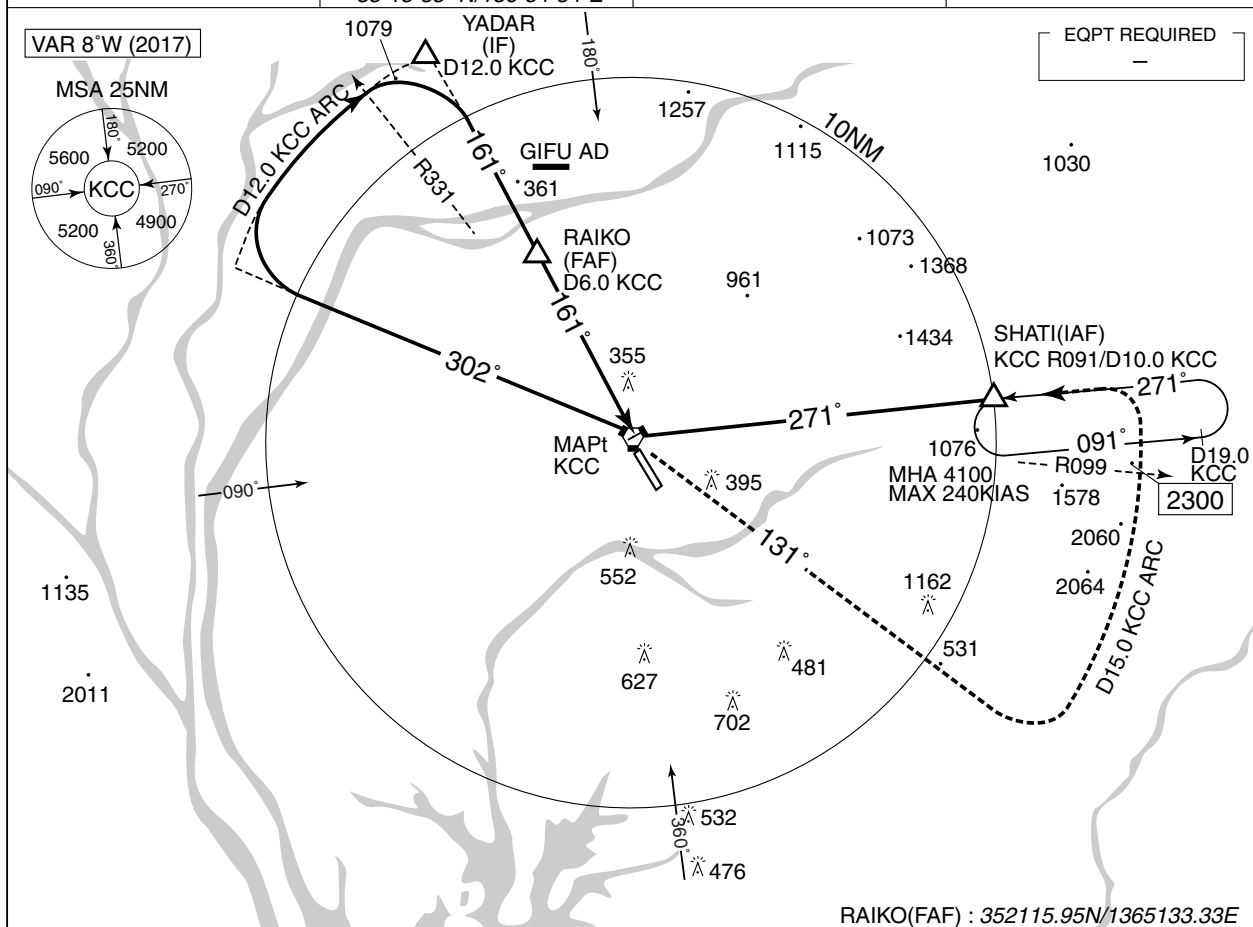 VAR 8°W (2017)
MSA 25NM
180°
5600
5200
090°
KCC
270°
5200
4900
360°
1079
YADAR
(IF)
D12.0 KCC
180°
EQPT REQUIRED
–
D12.0 KCC ARC
R331
161°
GIFU AD
361
1257
1115
10NM
1030
RAIKO
(FAF)
D6.0 KCC
161°
961
1073
1368
1434
302°
355
SHATI(IAF)
KCC R091/D10.0 KCC
271°
271°
MAPt
KCC
1076
091°
D19.0
KCC
MHA 4100
MAX 240KIAS
R099
1578
2300
090°
395
131°
2060
552
1135
1162
2064
D15.0 KCC ARC
531
627
481
2011
702
532
360°
476
RAIKO(FAF) : 352115.95N/1365133.33E